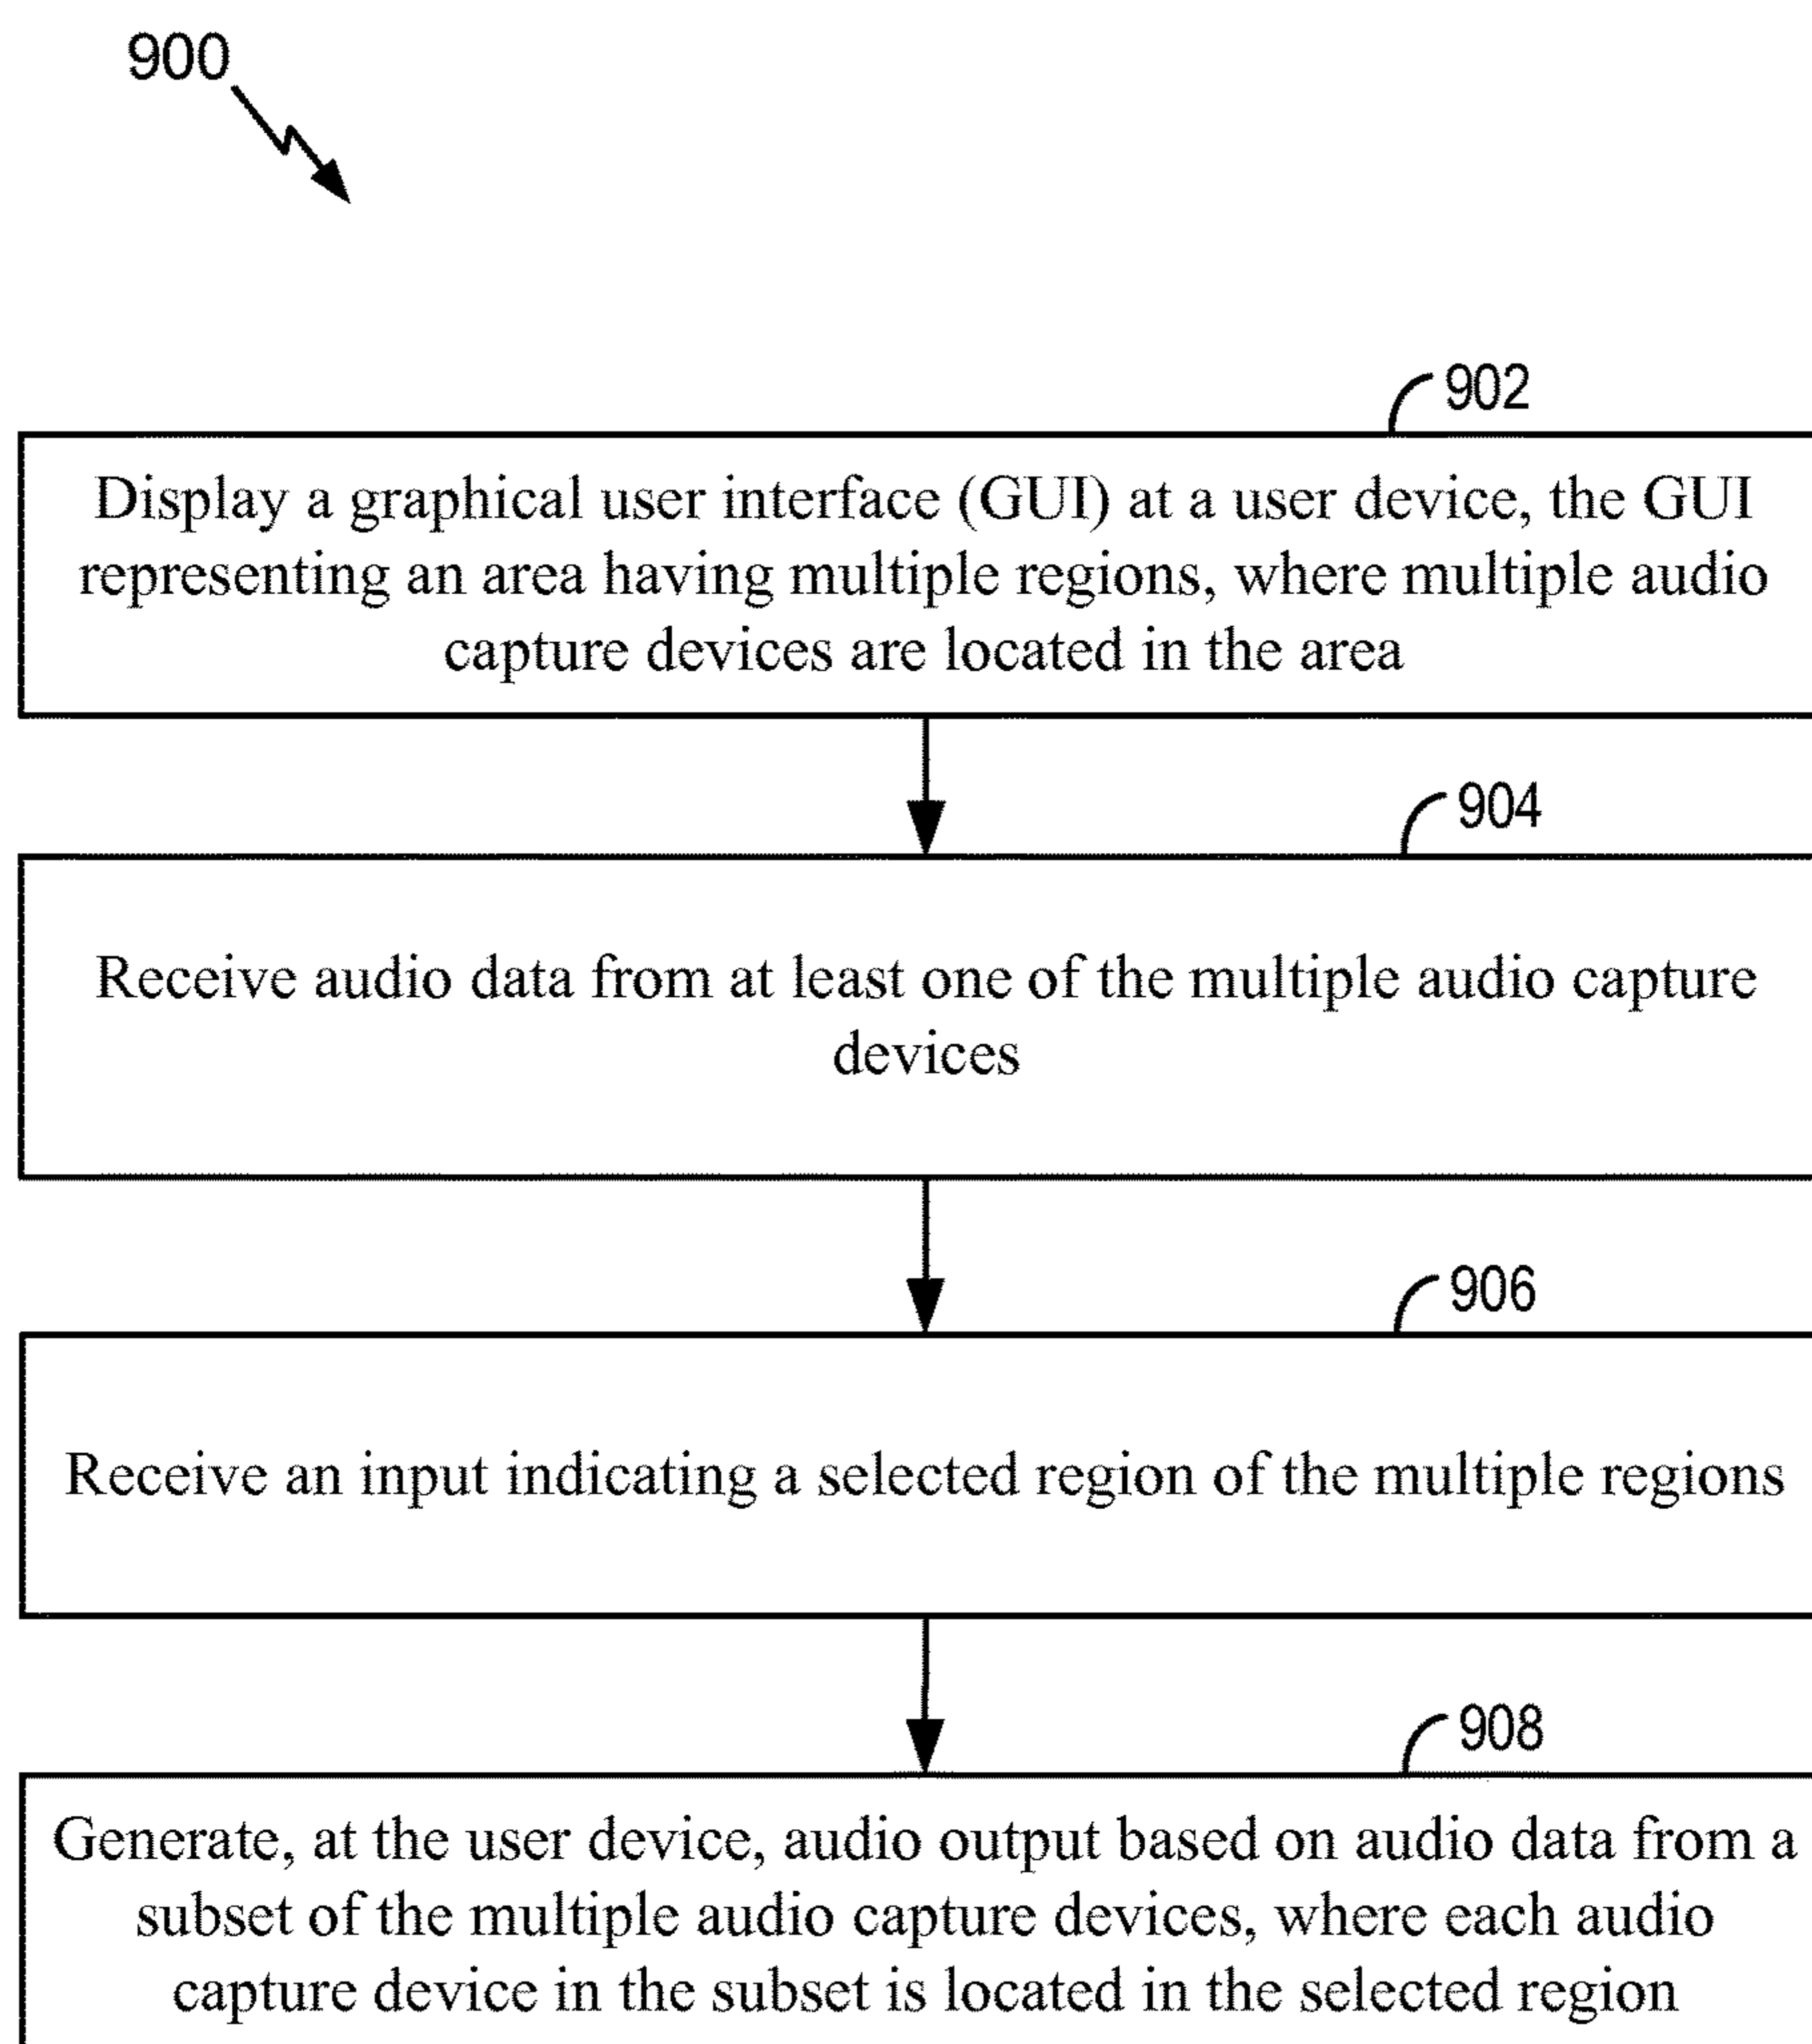 900
902
Display a graphical user interface (GUI) at a user device, the GUI
representing an area having multiple regions, where multiple audio
capture devices are located in the area
904
Receive audio data from at least one of the multiple audio capture
devices
906
Receive an input indicating a selected region of the multiple regions
908
Generate, at the user device, audio output based on audio data from a
subset of the multiple audio capture devices, where each audio
capture device in the subset is located in the selected region